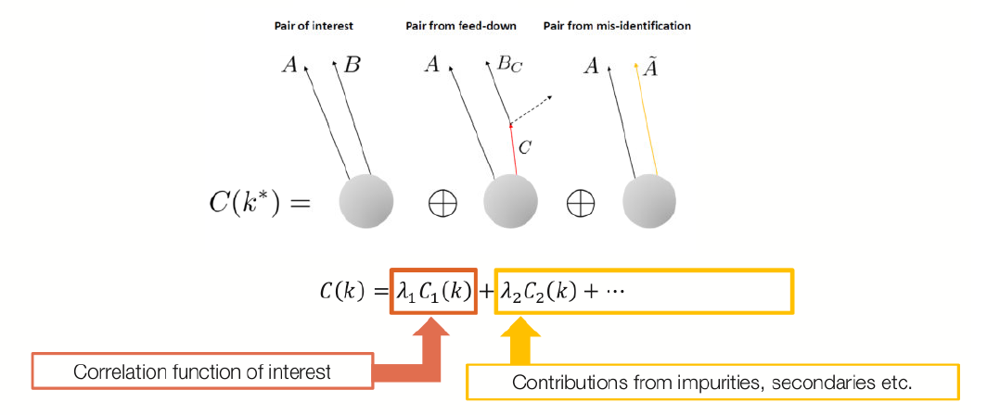 Pair of interest Pair from feed-down Pair from mis-identification
A B A B_C A Ã
C
C(k*) = ⊕ ⊕
C(k) = λ₁C₁(k) + λ₂C₂(k) + ⋯
Correlation function of interest
Contributions from impurities, secondaries etc.